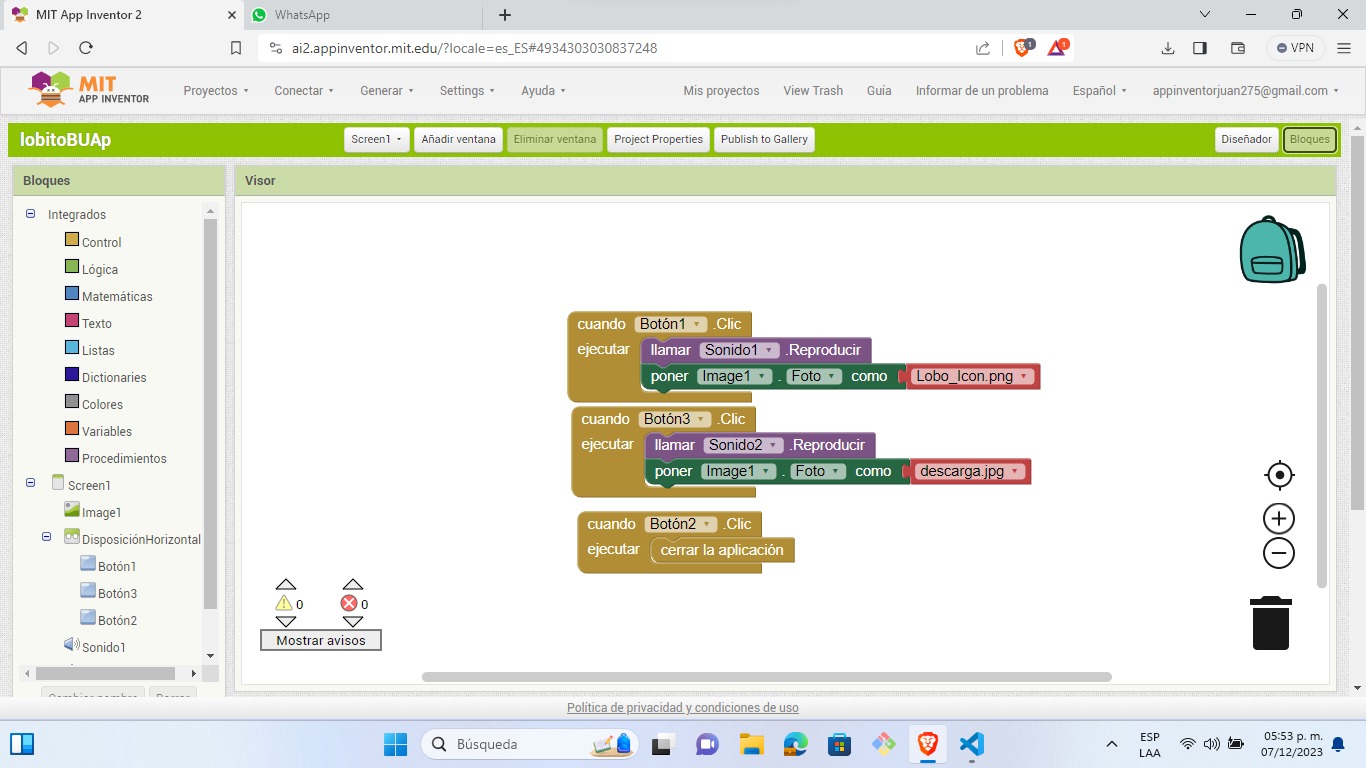 MIT App Inventor 2
WhatsApp
ai2.appinventor.mit.edu/?locale=es_ES#4934303030837248
1
1
VPN
MIT
APP INVENTOR
Proyectos
Conectar
Generar
Settings
Ayuda
Mis proyectos
View Trash
Guía
Informar de un problema
Español
appinventorjuan275@gmail.com
lobitoBUAp
Screen1
Añadir ventana
Eliminar ventana
Project Properties
Publish to Gallery
Diseñador
Bloques
Bloques
Visor
Integrados
Control
Lógica
Matemáticas
Texto
Listas
Dictionaries
Colores
Variables
Procedimientos
Screen1
Image1
DisposiciónHorizontal
Botón1
Botón3
Botón2
Sonido1
Cambiar nombre
Borrar
cuando Botón1 .Clic
ejecutar llamar Sonido1 .Reproducir
poner Image1 . Foto como Lobo_Icon.png
cuando Botón3 .Clic
ejecutar llamar Sonido2 .Reproducir
poner Image1 . Foto como descarga.jpg
cuando Botón2 .Clic
ejecutar cerrar la aplicación
0
0
Mostrar avisos
Política de privacidad y condiciones de uso
Búsqueda
ESP
LAA
05:53 p. m.
07/12/2023